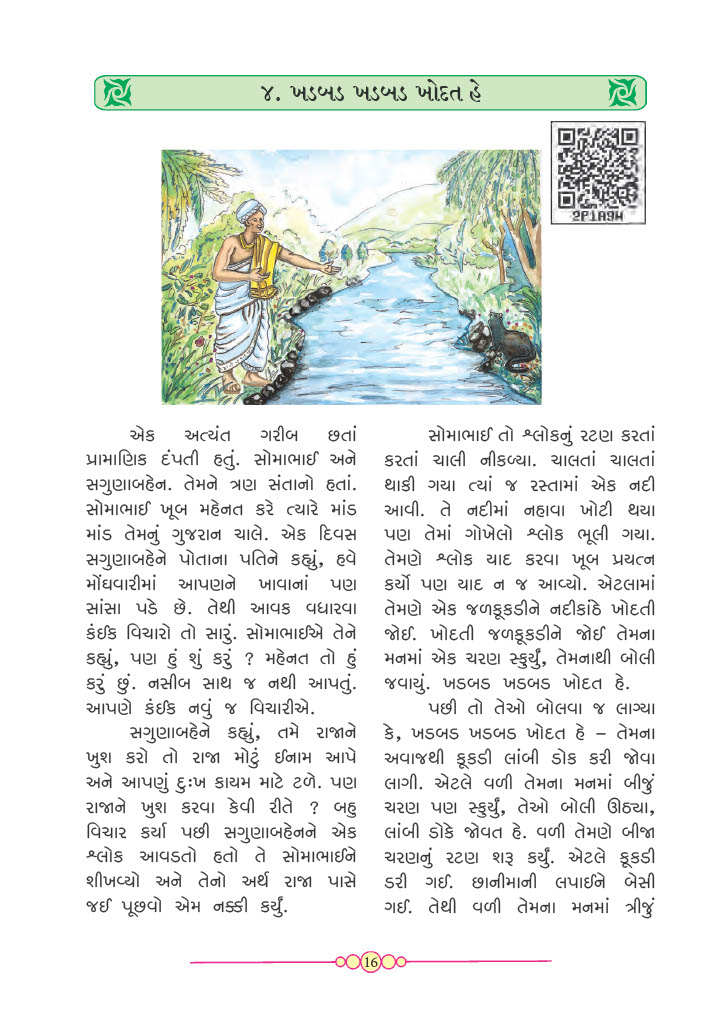 ૪. ખડબડ ખડબડ ખોદત હે
2P1A9W
એક અત્યંત ગરીબ છતાં
પ્રામાણિક દંપતી હતું. સોમાભાઈ અને
સગુણાબહેન. તેમને ત્રણ સંતાનો હતાં.
સોમાભાઈ ખૂબ મહેનત કરે ત્યારે માંડ
માંડ તેમનું ગુજરાન ચાલે. એક દિવસ
સગુણાબહેને પોતાના પતિને કહ્યું, હવે
મોંઘવારીમાં આપણને ખાવાનાં પણ
સાંસા પડે છે. તેથી આવક વધારવા
કંઈક વિચારો તો સારું. સોમાભાઈએ તેને
કહ્યું, પણ હું શું કરું ? મહેનત તો હું
કરું છું. નસીબ સાથ જ નથી આપતું.
આપણે કંઈક નવું જ વિચારીએ.
સગુણાબહેને કહ્યું, તમે રાજાને
ખુશ કરો તો રાજા મોટું ઈનામ આપે
અને આપણું દુઃખ કાયમ માટે ટળે. પણ
રાજાને ખુશ કરવા કેવી રીતે ? બહુ
વિચાર કર્યા પછી સગુણાબહેનને એક
શ્લોક આવડતો હતો તે સોમાભાઈને
શીખવ્યો અને તેનો અર્થ રાજા પાસે
જઈ પૂછવો એમ નક્કી કર્યું.
સોમાભાઈ તો શ્લોકનું રટણ કરતાં
કરતાં ચાલી નીકળ્યા. ચાલતાં ચાલતાં
થાકી ગયા ત્યાં જ રસ્તામાં એક નદી
આવી. તે નદીમાં નહાવા ખોટી થયા
પણ તેમાં ગોખેલો શ્લોક ભૂલી ગયા.
તેમણે શ્લોક યાદ કરવા ખૂબ પ્રયત્ન
કર્યો પણ યાદ ન જ આવ્યો. એટલામાં
તેમણે એક જળકૂકડીને નદીકાંઠે ખોદતી
જોઈ. ખોદતી જળકૂકડીને જોઈ તેમના
મનમાં એક ચરણ સ્ફુર્યું, તેમનાથી બોલી
જવાયું. ખડબડ ખડબડ ખોદત હે.
પછી તો તેઓ બોલવા જ લાગ્યા
કે, ખડબડ ખડબડ ખોદત હે – તેમના
અવાજથી કૂકડી લાંબી ડોક કરી જોવા
લાગી. એટલે વળી તેમના મનમાં બીજું
ચરણ પણ સ્ફુર્યું, તેઓ બોલી ઊઠ્યા,
લાંબી ડોકે જોવત હે. વળી તેમણે બીજા
ચરણનું રટણ શરૂ કર્યું. એટલે કૂકડી
ડરી ગઈ. છાનીમાની લપાઈને બેસી
ગઈ. તેથી વળી તેમના મનમાં ત્રીજું
16